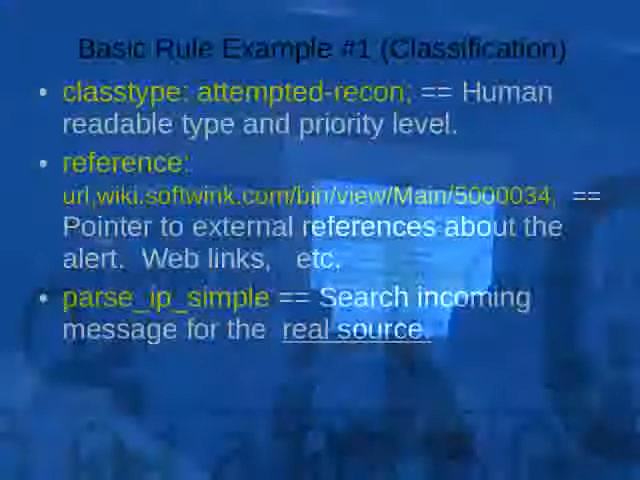 Basic Rule Example #1 (Classification)
• classtype: attempted-recon; == Human
readable type and priority level.
• reference:
url,wiki.softwink.com/bin/view/Main/5000034; ==
Pointer to external references about the
alert. Web links, etc.
• parse_ip_simple == Search incoming
message for the real source.